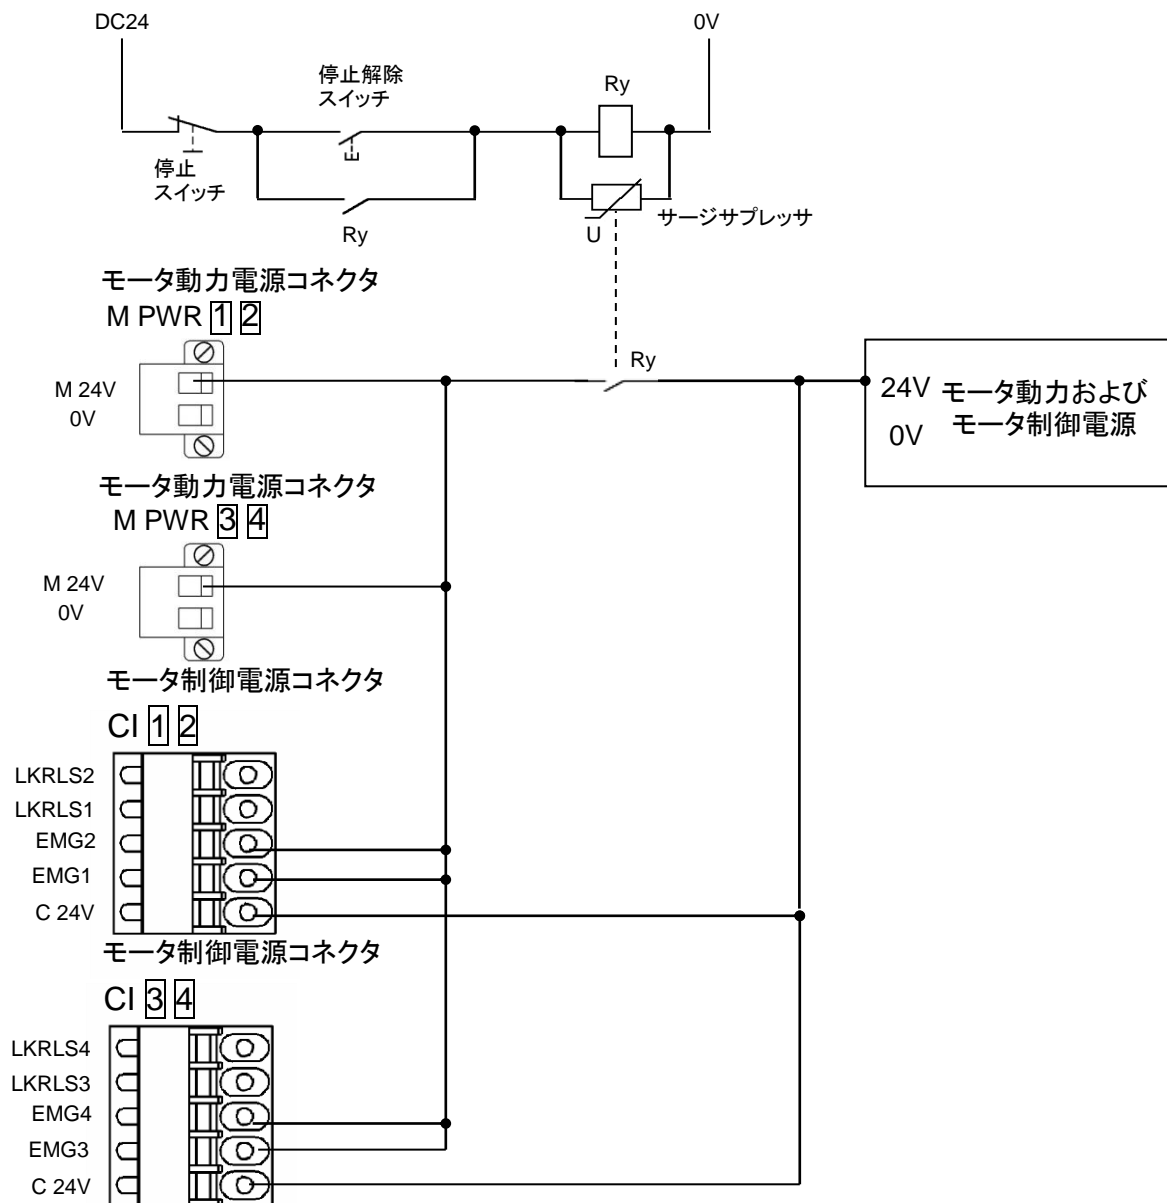 DC24
0V
停止解除
スイッチ
Ry
停止
スイッチ
Ry
サージサプレッサ
U
モータ動力電源コネクタ
M PWR 1 2
Ry
M 24V
0V
24V
0V
モータ動力および
モータ制御電源
モータ動力電源コネクタ
M PWR 3 4
M 24V
0V
モータ制御電源コネクタ
CI 1 2
LKRLS2
LKRLS1
EMG2
EMG1
C 24V
モータ制御電源コネクタ
CI 3 4
LKRLS4
LKRLS3
EMG4
EMG3
C 24V